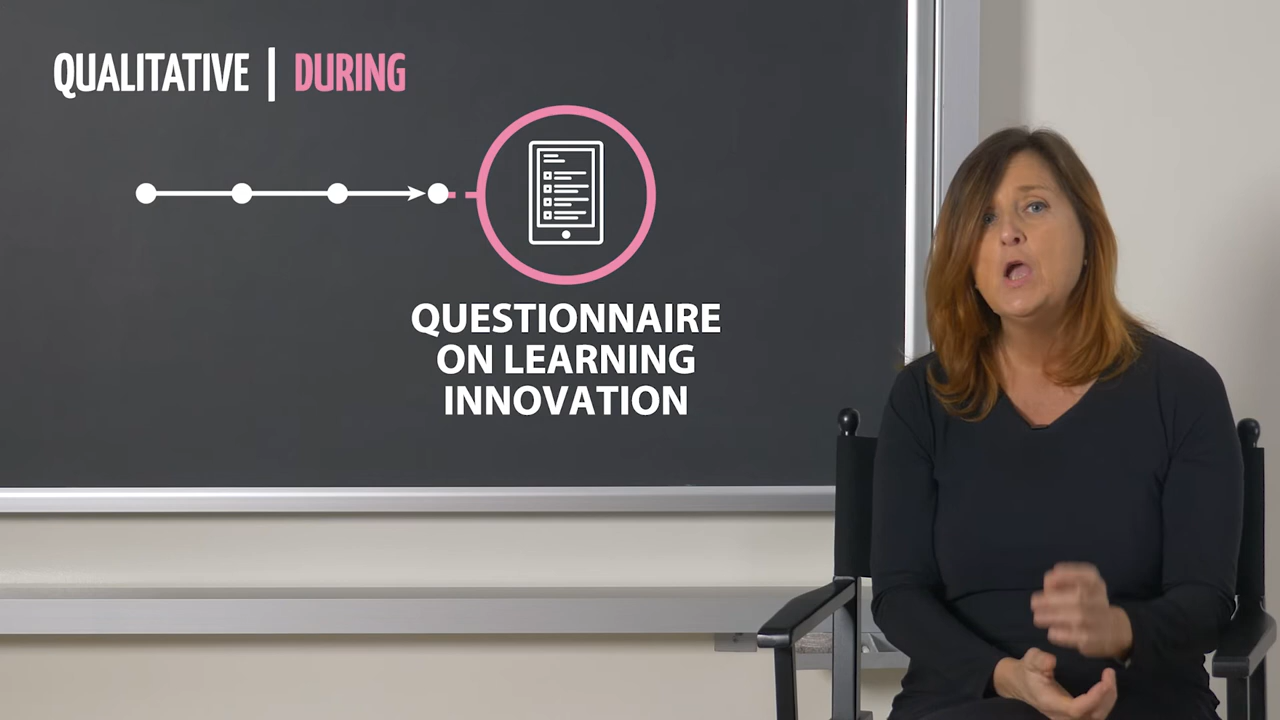 QUALITATIVE | DURING
QUESTIONNAIRE
ON LEARNING
INNOVATION